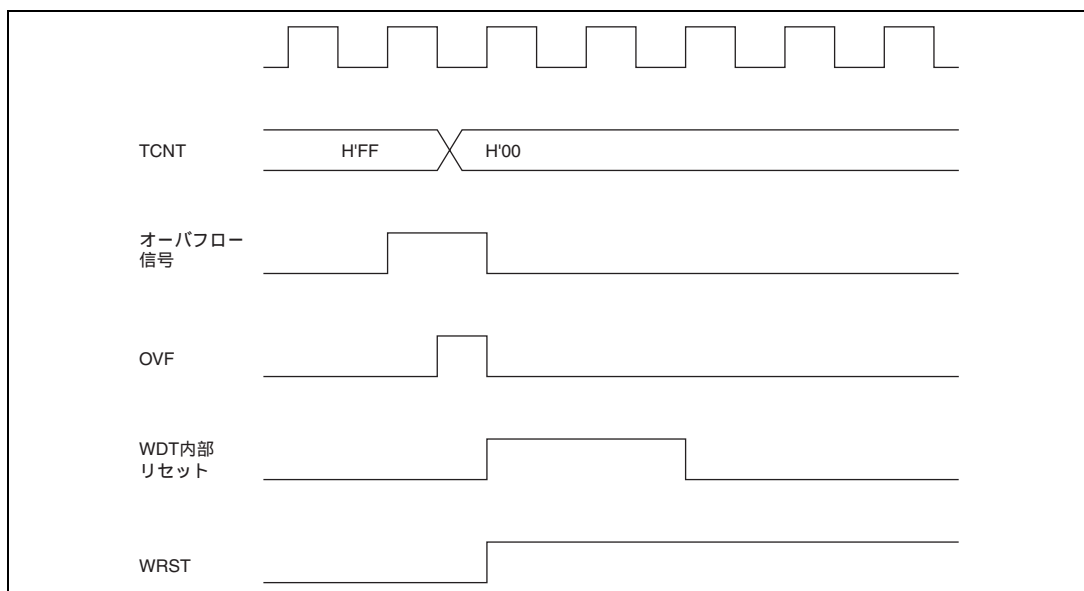 TCNT
H'FF
H'00
オーバフロー
信号
OVF
WDT内部
リセット
WRST